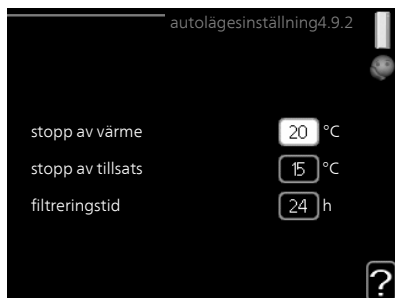 autolägesinställning4.9.2
stopp av värme 20 °C
stopp av tillsats 15 °C
filtreringstid 24 h
?